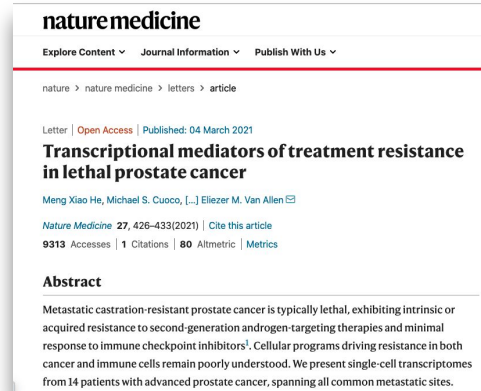 nature medicine
Explore Content Journal Information Publish With Us
nature > nature medicine > letters > article
Letter | Open Access | Published: 04 March 2021
Transcriptional mediators of treatment resistance
in lethal prostate cancer
Meng Xiao He, Michael S. Cuoco, [...] Eliezer M. Van Allen
Nature Medicine 27, 426–433(2021) | Cite this article
9313 Accesses | 1 Citations | 80 Altmetric | Metrics
Abstract
Metastatic castration-resistant prostate cancer is typically lethal, exhibiting intrinsic or
acquired resistance to second-generation androgen-targeting therapies and minimal
response to immune checkpoint inhibitors1. Cellular programs driving resistance in both
cancer and immune cells remain poorly understood. We present single-cell transcriptomes
from 14 patients with advanced prostate cancer, spanning all common metastatic sites.